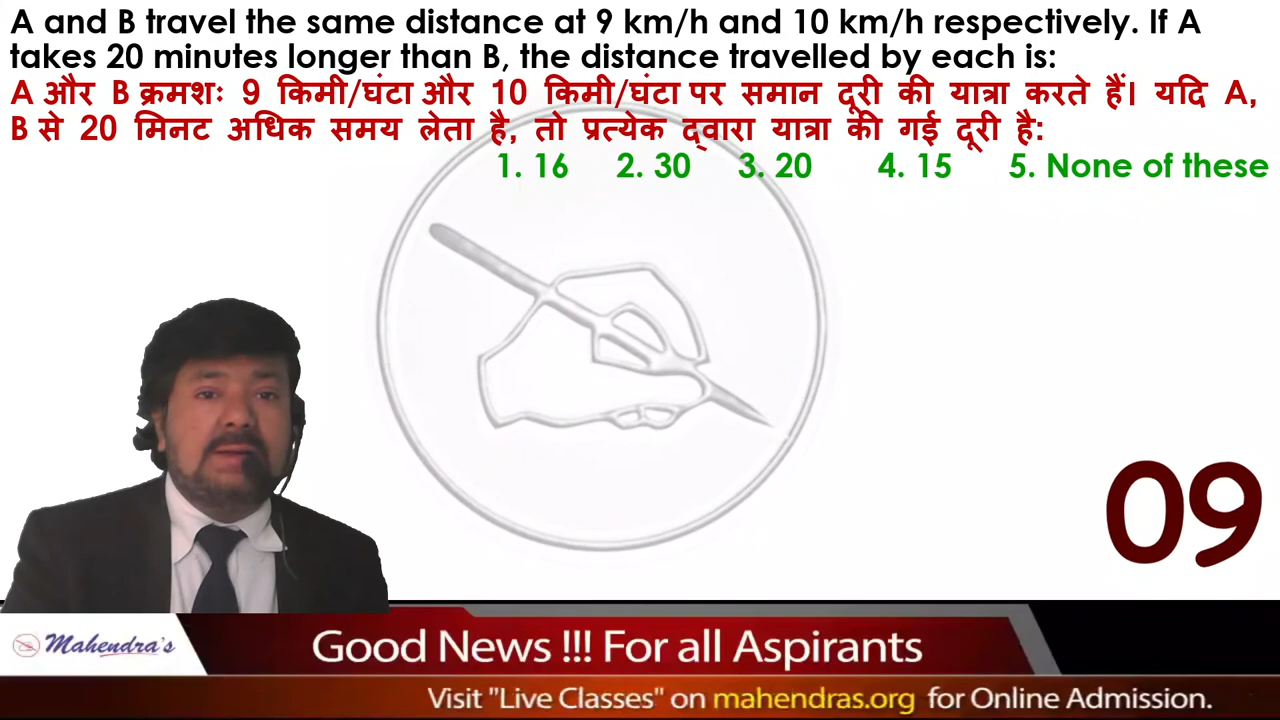 A and B travel the same distance at 9 km/h and 10 km/h respectively. If A
takes 20 minutes longer than B, the distance travelled by each is:
A और B क्रमशः 9 किमी/घंटा और 10 किमी/घंटा पर समान दूरी की यात्रा करते हैं। यदि A,
B से 20 मिनट अधिक समय लेता है, तो प्रत्येक द्वारा यात्रा की गई दूरी है:
1. 16 2. 30 3. 20 4. 15 5. None of these
09
Mahendra's
Good News !!! For all Aspirants
Visit "Live Classes" on mahendras.org for Online Admission.